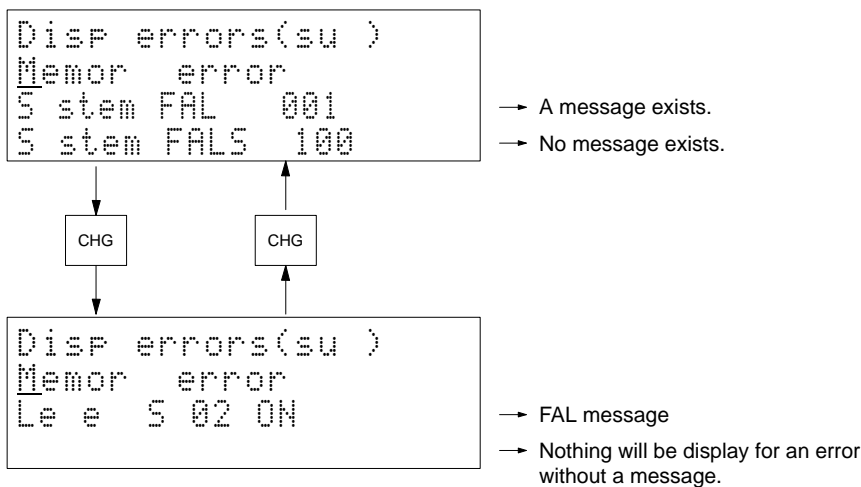 Disp errors(su )
Memor error
S stem FAL 001
S stem FALS 100
→ A message exists.
→ No message exists.
CHG
CHG
Disp errors(su )
Memor error
Le e S 02 ON
→ FAL message
→ Nothing will be display for an error
without a message.